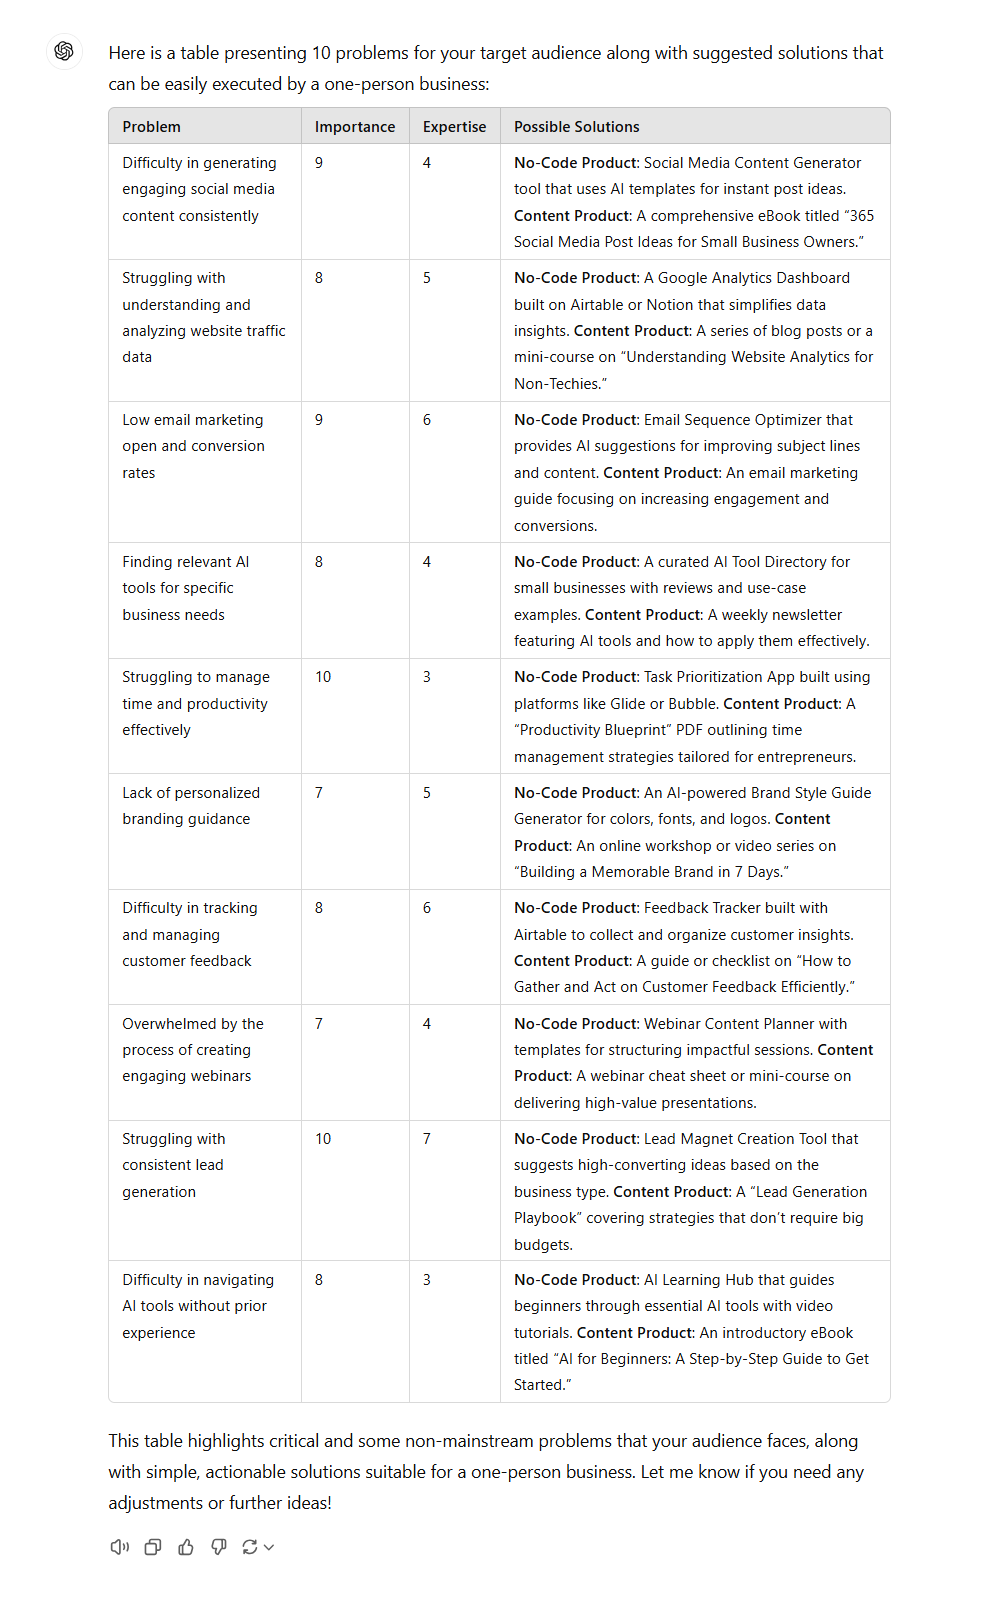 Here is a table presenting 10 problems for your target audience along with suggested solutions that
can be easily executed by a one-person business:
Problem Importance Expertise Possible Solutions
Difficulty in generating
engaging social media
content consistently
9
4
No-Code Product: Social Media Content Generator
tool that uses AI templates for instant post ideas.
Content Product: A comprehensive eBook titled “365
Social Media Post Ideas for Small Business Owners.”
Struggling with
understanding and
analyzing website traffic
data
8
5
No-Code Product: A Google Analytics Dashboard
built on Airtable or Notion that simplifies data
insights. Content Product: A series of blog posts or a
mini-course on “Understanding Website Analytics for
Non-Techies.”
Low email marketing
open and conversion
rates
9
6
No-Code Product: Email Sequence Optimizer that
provides AI suggestions for improving subject lines
and content. Content Product: An email marketing
guide focusing on increasing engagement and
conversions.
Finding relevant AI
tools for specific
business needs
8
4
No-Code Product: A curated AI Tool Directory for
small businesses with reviews and use-case
examples. Content Product: A weekly newsletter
featuring AI tools and how to apply them effectively.
Struggling to manage
time and productivity
effectively
10
3
No-Code Product: Task Prioritization App built using
platforms like Glide or Bubble. Content Product: A
“Productivity Blueprint” PDF outlining time
management strategies tailored for entrepreneurs.
Lack of personalized
branding guidance
7
5
No-Code Product: An AI-powered Brand Style Guide
Generator for colors, fonts, and logos. Content
Product: An online workshop or video series on
“Building a Memorable Brand in 7 Days.”
Difficulty in tracking
and managing
customer feedback
8
6
No-Code Product: Feedback Tracker built with
Airtable to collect and organize customer insights.
Content Product: A guide or checklist on “How to
Gather and Act on Customer Feedback Efficiently.”
Overwhelmed by the
process of creating
engaging webinars
7
4
No-Code Product: Webinar Content Planner with
templates for structuring impactful sessions. Content
Product: A webinar cheat sheet or mini-course on
delivering high-value presentations.
Struggling with
consistent lead
generation
10
7
No-Code Product: Lead Magnet Creation Tool that
suggests high-converting ideas based on the
business type. Content Product: A “Lead Generation
Playbook” covering strategies that don’t require big
budgets.
Difficulty in navigating
AI tools without prior
experience
8
3
No-Code Product: AI Learning Hub that guides
beginners through essential AI tools with video
tutorials. Content Product: An introductory eBook
titled “AI for Beginners: A Step-by-Step Guide to Get
Started.”
This table highlights critical and some non-mainstream problems that your audience faces, along
with simple, actionable solutions suitable for a one-person business. Let me know if you need any
adjustments or further ideas!